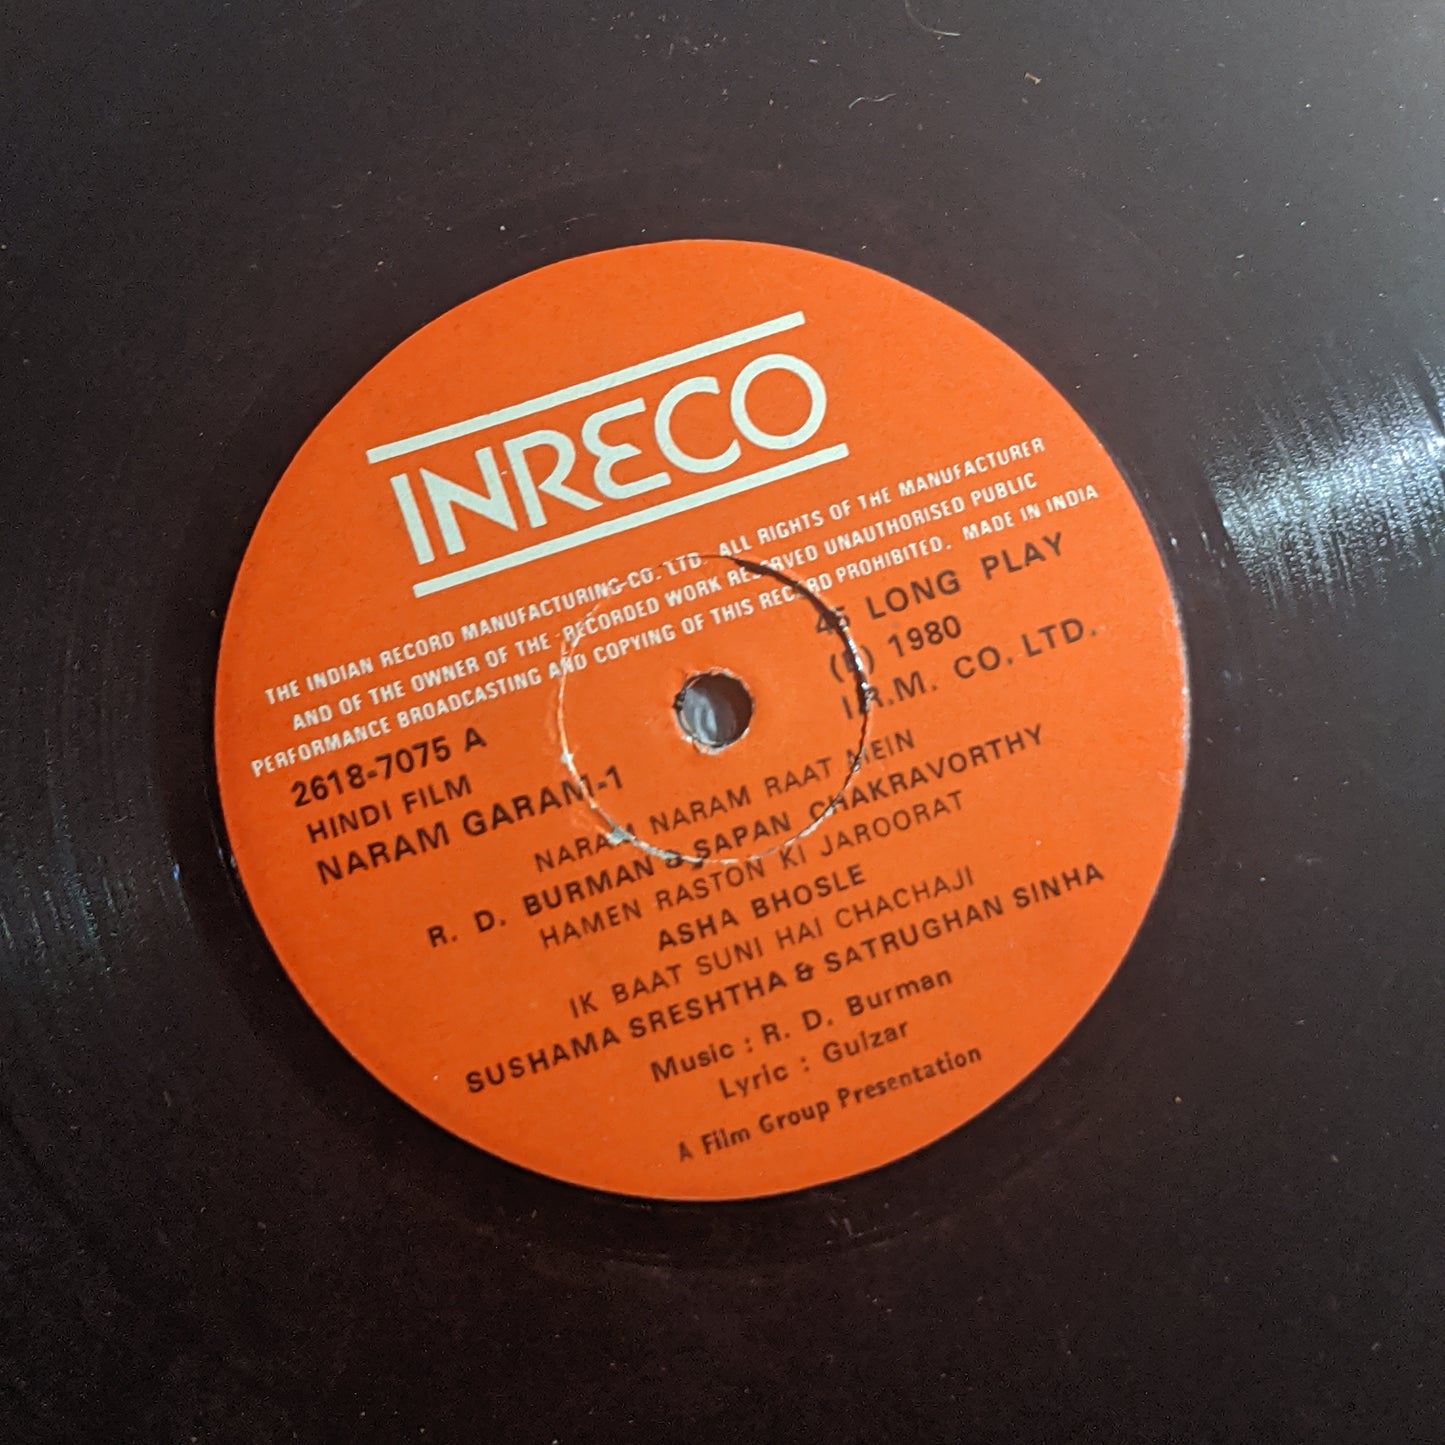 INRECO
THE INDIAN RECORD MANUFACTURING CO. LTD. ALL RIGHTS OF THE MANUFACTURER
AND OF THE OWNER OF THE RECORDED WORK RESERVED UNAUTHORISED PUBLIC
PERFORMANCE BROADCASTING AND COPYING OF THIS RECORD PROHIBITED. MADE IN INDIA
45 LONG PLAY
(P) 1980
I.R.M. CO. LTD.
2618-7075 A
HINDI FILM
NARAM GARAM-1
NARAM NARAM RAAT MEIN
R. D. BURMAN & SAPAN CHAKRAVORTHY
HAMEN RASTON KI JAROORAT
ASHA BHOSLE
IK BAAT SUNI HAI CHACHAJI
SUSHAMA SRESHTHA & SATRUGHAN SINHA
Music : R. D. Burman
Lyric : Gulzar
A Film Group Presentation